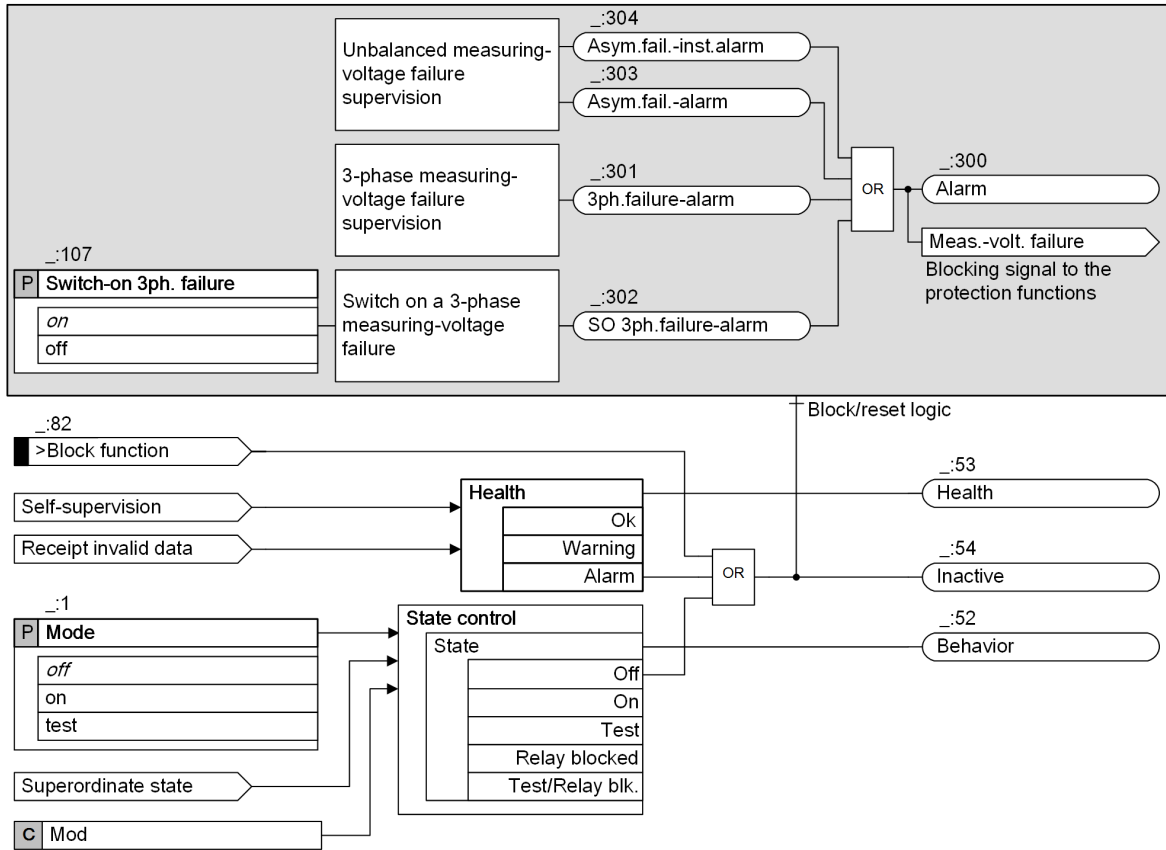 _:304
Unbalanced measuring-
voltage failure
supervision
Asym.fail.-inst.alarm
_:303
Asym.fail.-alarm
3-phase measuring-
voltage failure
supervision
_:301
3ph.failure-alarm
OR
_:300
Alarm
Meas.-volt. failure
Blocking signal to the
protection functions
_:107
P Switch-on 3ph. failure
on
off
Switch on a 3-phase
measuring-voltage
failure
_:302
SO 3ph.failure-alarm
Block/reset logic
_:82
>Block function
Self-supervision
Receipt invalid data
Health
Ok
Warning
Alarm
OR
_:53
Health
_:54
Inactive
_:52
Behavior
_:1
P Mode
off
on
test
Superordinate state
C Mod
State control
State
Off
On
Test
Relay blocked
Test/Relay blk.